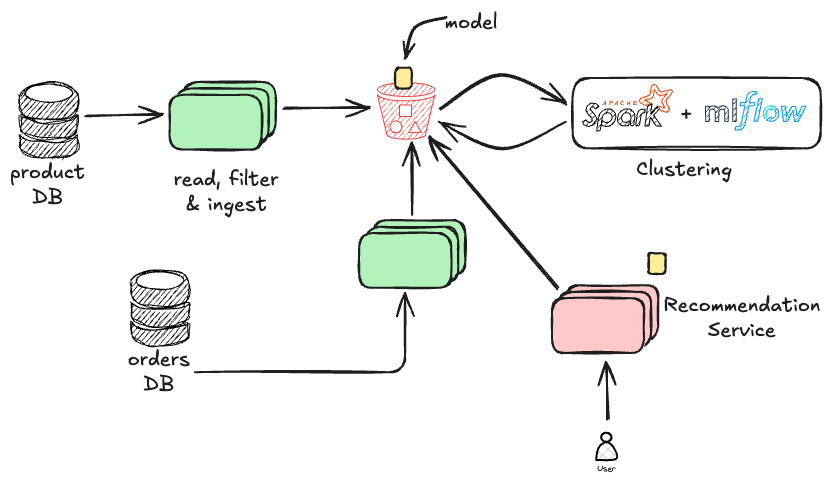 model
APACHE
Spark + mlflow
Clustering
product
DB
read, filter
& ingest
orders
DB
Recommendation
Service
User